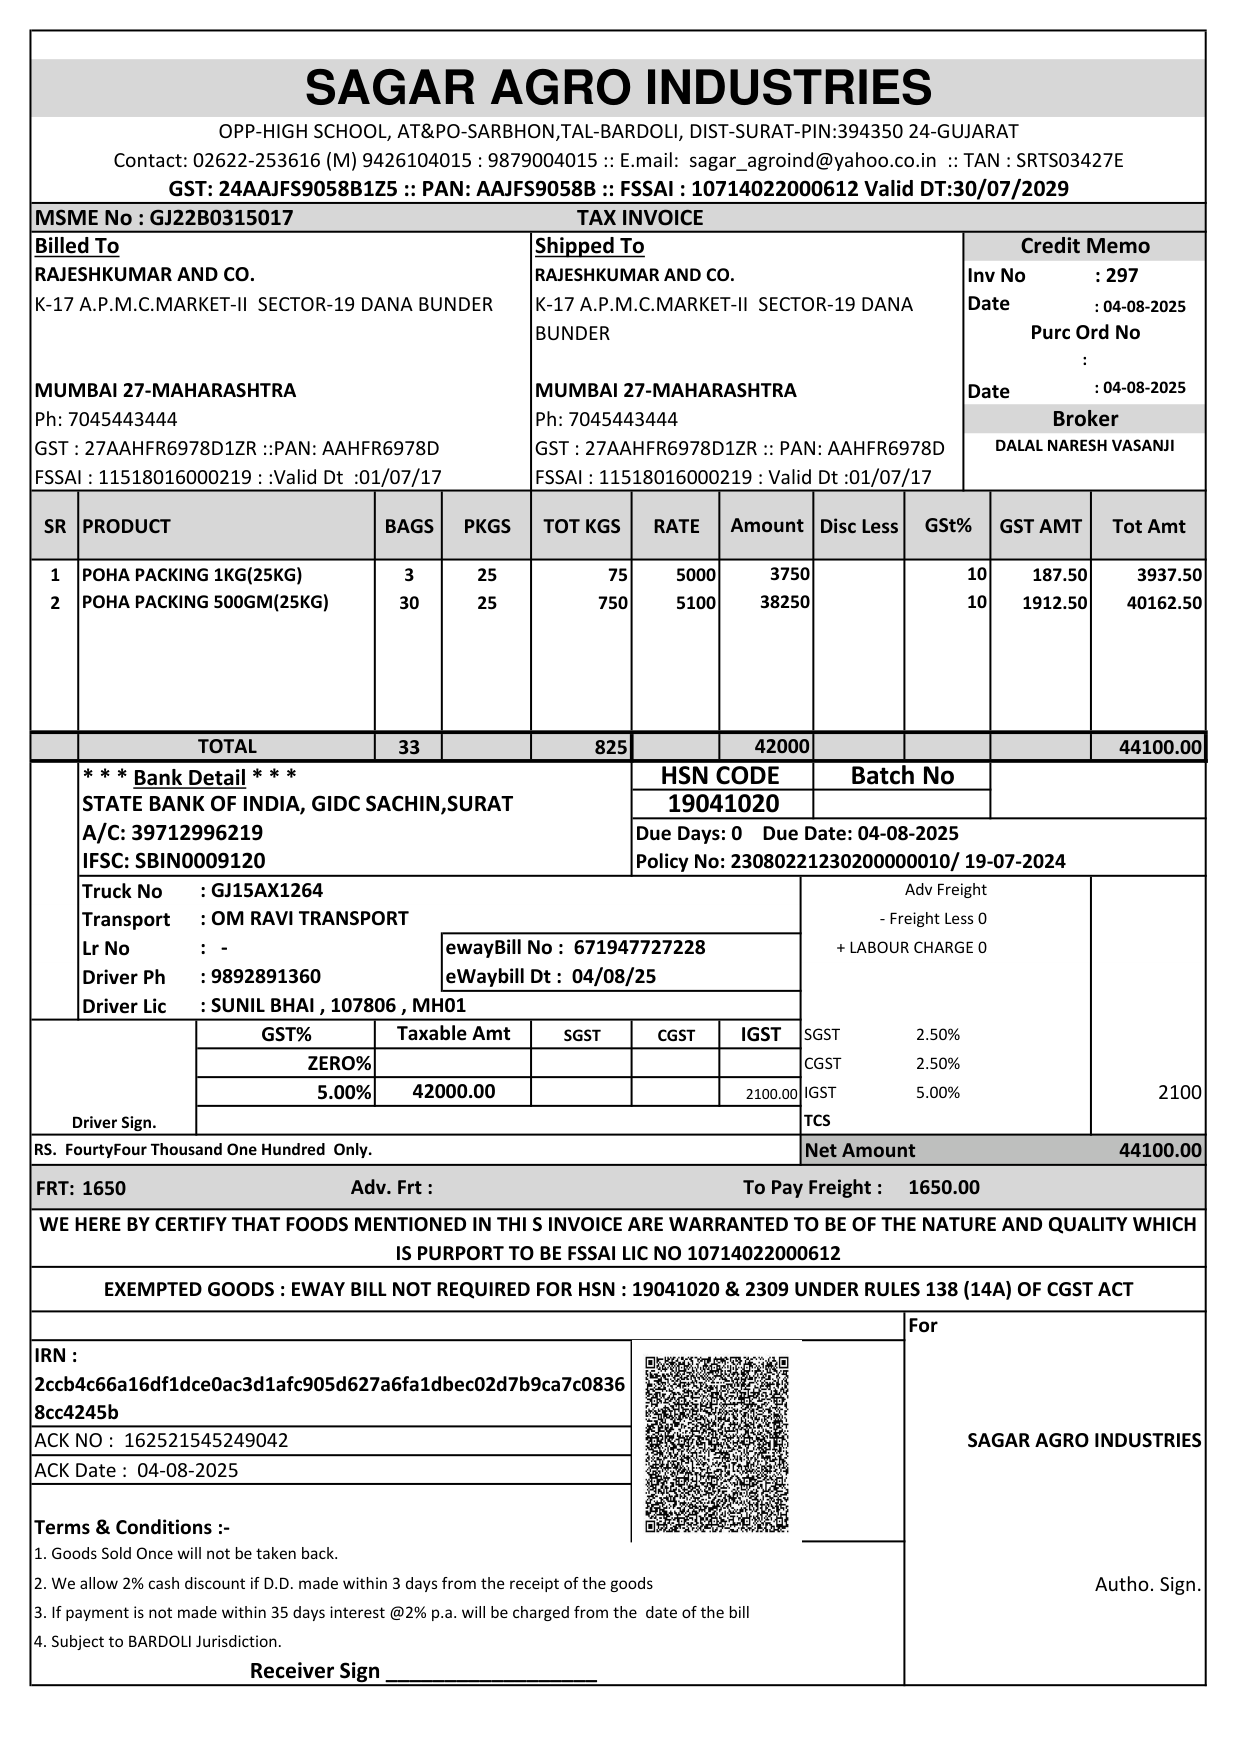 SAGAR AGRO INDUSTRIES
OPP-HIGH SCHOOL, AT&PO-SARBHON,TAL-BARDOLI, DIST-SURAT-PIN:394350 24-GUJARAT
Contact: 02622-253616 (M) 9426104015 : 9879004015 :: E.mail: sagar_agroind@yahoo.co.in :: TAN : SRTS03427E
GST: 24AAJFS9058B1Z5 :: PAN: AAJFS9058B :: FSSAI : 10714022000612 Valid DT:30/07/2029
MSME No : GJ22B0315017 TAX INVOICE
Billed To
RAJESHKUMAR AND CO.
K-17 A.P.M.C.MARKET-II SECTOR-19 DANA BUNDER
MUMBAI 27-MAHARASHTRA
Ph: 7045443444
GST : 27AAHFR6978D1ZR ::PAN: AAHFR6978D
FSSAI : 11518016000219 : :Valid Dt :01/07/17
Shipped To
RAJESHKUMAR AND CO.
K-17 A.P.M.C.MARKET-II SECTOR-19 DANA
BUNDER
MUMBAI 27-MAHARASHTRA
Ph: 7045443444
GST : 27AAHFR6978D1ZR :: PAN: AAHFR6978D
FSSAI : 11518016000219 : Valid Dt :01/07/17
Credit Memo
Inv No : 297
Date : 04-08-2025
Purc Ord No
:
Date : 04-08-2025
Broker
DALAL NARESH VASANJI
SR PRODUCT BAGS PKGS TOT KGS RATE Amount Disc Less GSt% GST AMT Tot Amt
1 POHA PACKING 1KG(25KG) 3 25 75 5000 3750 10 187.50 3937.50
2 POHA PACKING 500GM(25KG) 30 25 750 5100 38250 10 1912.50 40162.50
TOTAL 33 825 42000 44100.00
* * * Bank Detail * * *
STATE BANK OF INDIA, GIDC SACHIN,SURAT
A/C: 39712996219
IFSC: SBIN0009120
HSN CODE Batch No
19041020
Due Days: 0 Due Date: 04-08-2025
Policy No: 23080221230200000010/ 19-07-2024
Truck No : GJ15AX1264
Transport : OM RAVI TRANSPORT
Lr No : -
Driver Ph : 9892891360
Driver Lic : SUNIL BHAI , 107806 , MH01
ewayBill No : 671947727228
eWaybill Dt : 04/08/25
Adv Freight
- Freight Less 0
+ LABOUR CHARGE 0
GST% Taxable Amt SGST CGST IGST
ZERO%
5.00% 42000.00 2100.00
SGST 2.50%
CGST 2.50%
IGST 5.00% 2100
TCS
Driver Sign.
RS. FourtyFour Thousand One Hundred Only.
Net Amount 44100.00
FRT: 1650 Adv. Frt : To Pay Freight : 1650.00
WE HERE BY CERTIFY THAT FOODS MENTIONED IN THI S INVOICE ARE WARRANTED TO BE OF THE NATURE AND QUALITY WHICH
IS PURPORT TO BE FSSAI LIC NO 10714022000612
EXEMPTED GOODS : EWAY BILL NOT REQUIRED FOR HSN : 19041020 & 2309 UNDER RULES 138 (14A) OF CGST ACT
For
IRN :
2ccb4c66a16df1dce0ac3d1afc905d627a6fa1dbec02d7b9ca7c0836
8cc4245b
ACK NO : 162521545249042
SAGAR AGRO INDUSTRIES
ACK Date : 04-08-2025
Terms & Conditions :-
1. Goods Sold Once will not be taken back.
2. We allow 2% cash discount if D.D. made within 3 days from the receipt of the goods
Autho. Sign.
3. If payment is not made within 35 days interest @2% p.a. will be charged from the date of the bill
4. Subject to BARDOLI Jurisdiction.
Receiver Sign ___________________